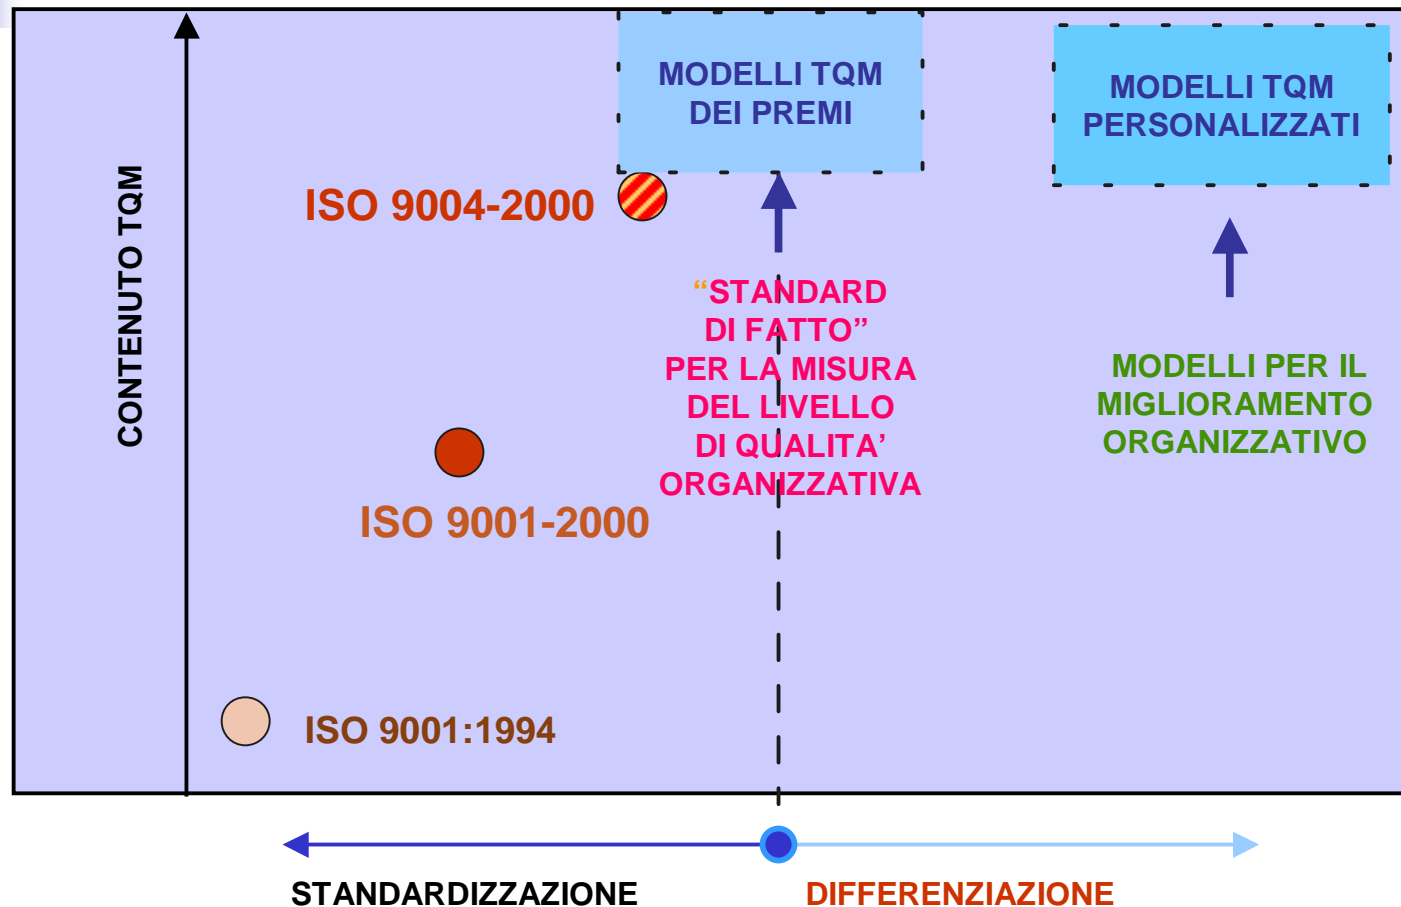 MODELLI TQM
DEI PREMI
MODELLI TQM
PERSONALIZZATI
CONTENUTO TQM
ISO 9004-2000
“STANDARD
DI FATTO”
PER LA MISURA
DEL LIVELLO
DI QUALITA’
ORGANIZZATIVA
MODELLI PER IL
MIGLIORAMENTO
ORGANIZZATIVO
ISO 9001-2000
ISO 9001:1994
STANDARDIZZAZIONE
DIFFERENZIAZIONE